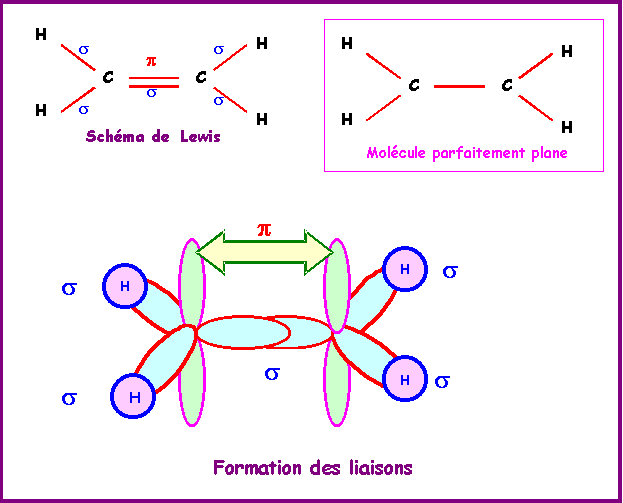 H σ σ H
π
C C
σ
H σ σ H
Schéma de Lewis
H H
C C
H H
Molécule parfaitement plane
π
σ H H σ
σ
σ H H σ
Formation des liaisons